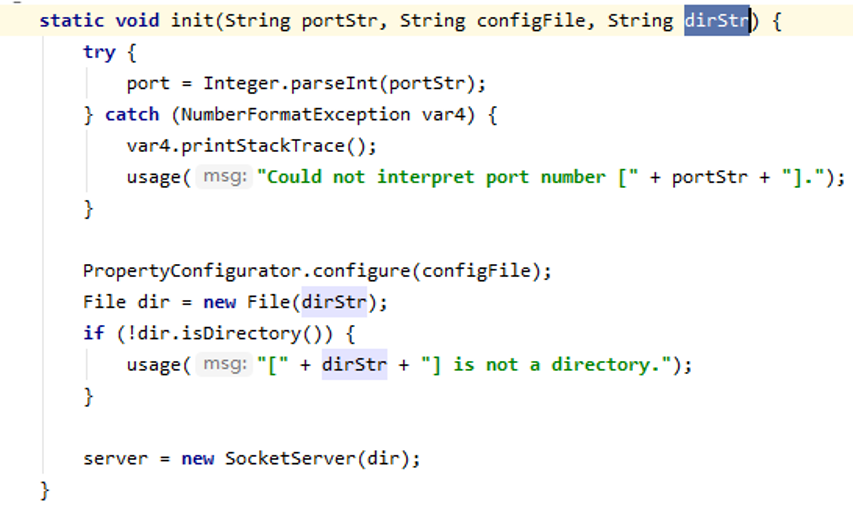 static void init(String portStr, String configFile, String dirStr) {
try {
port = Integer.parseInt(portStr);
} catch (NumberFormatException var4) {
var4.printStackTrace();
usage( msg: "Could not interpret port number [" + portStr + "].");
}
PropertyConfigurator.configure(configFile);
File dir = new File(dirStr);
if (!dir.isDirectory()) {
usage( msg: "[" + dirStr + "] is not a directory.");
}
server = new SocketServer(dir);
}